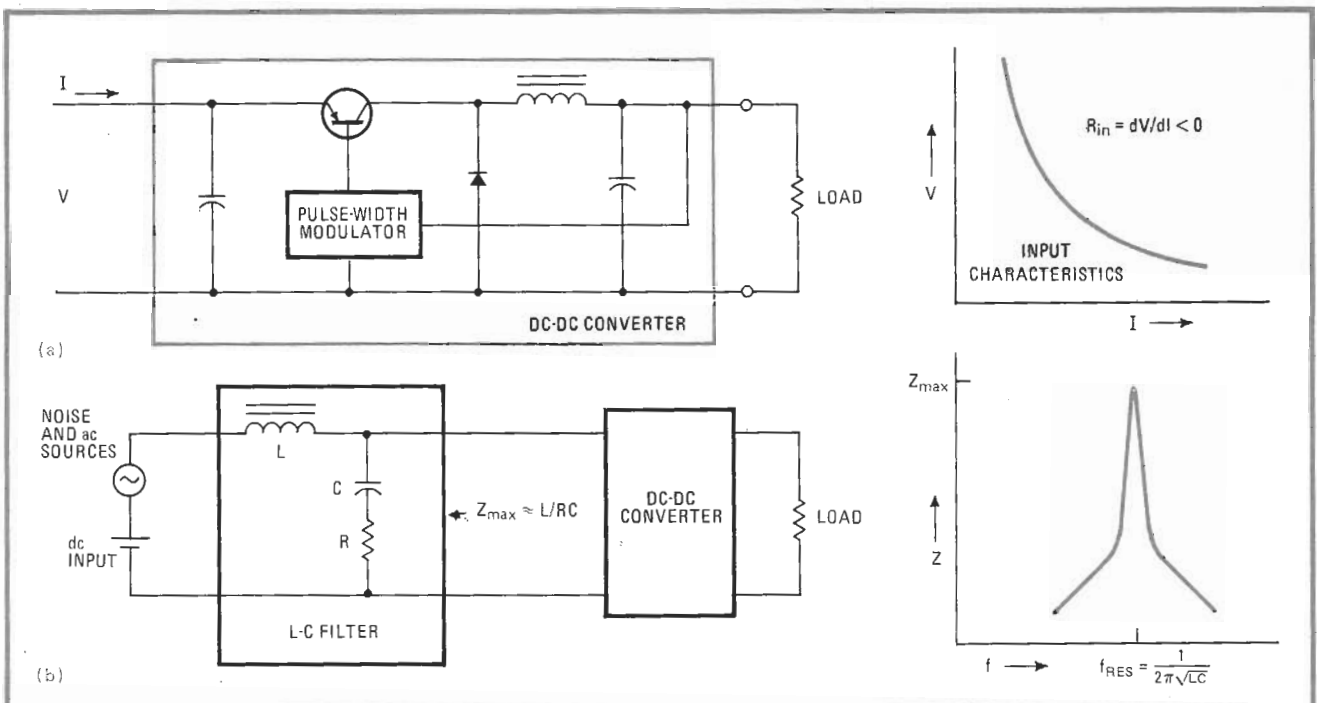 I
V
PULSE-WIDTH
MODULATOR
DC-DC CONVERTER
LOAD
(a)
V
R_in = dV/dI < 0
INPUT
CHARACTERISTICS
I
NOISE
AND ac
SOURCES
dc
INPUT
L
C
R
L-C FILTER
Z_max ≈ L/RC
DC-DC
CONVERTER
LOAD
(b)
Z_max
Z
f
f_RES = 1/2π√LC